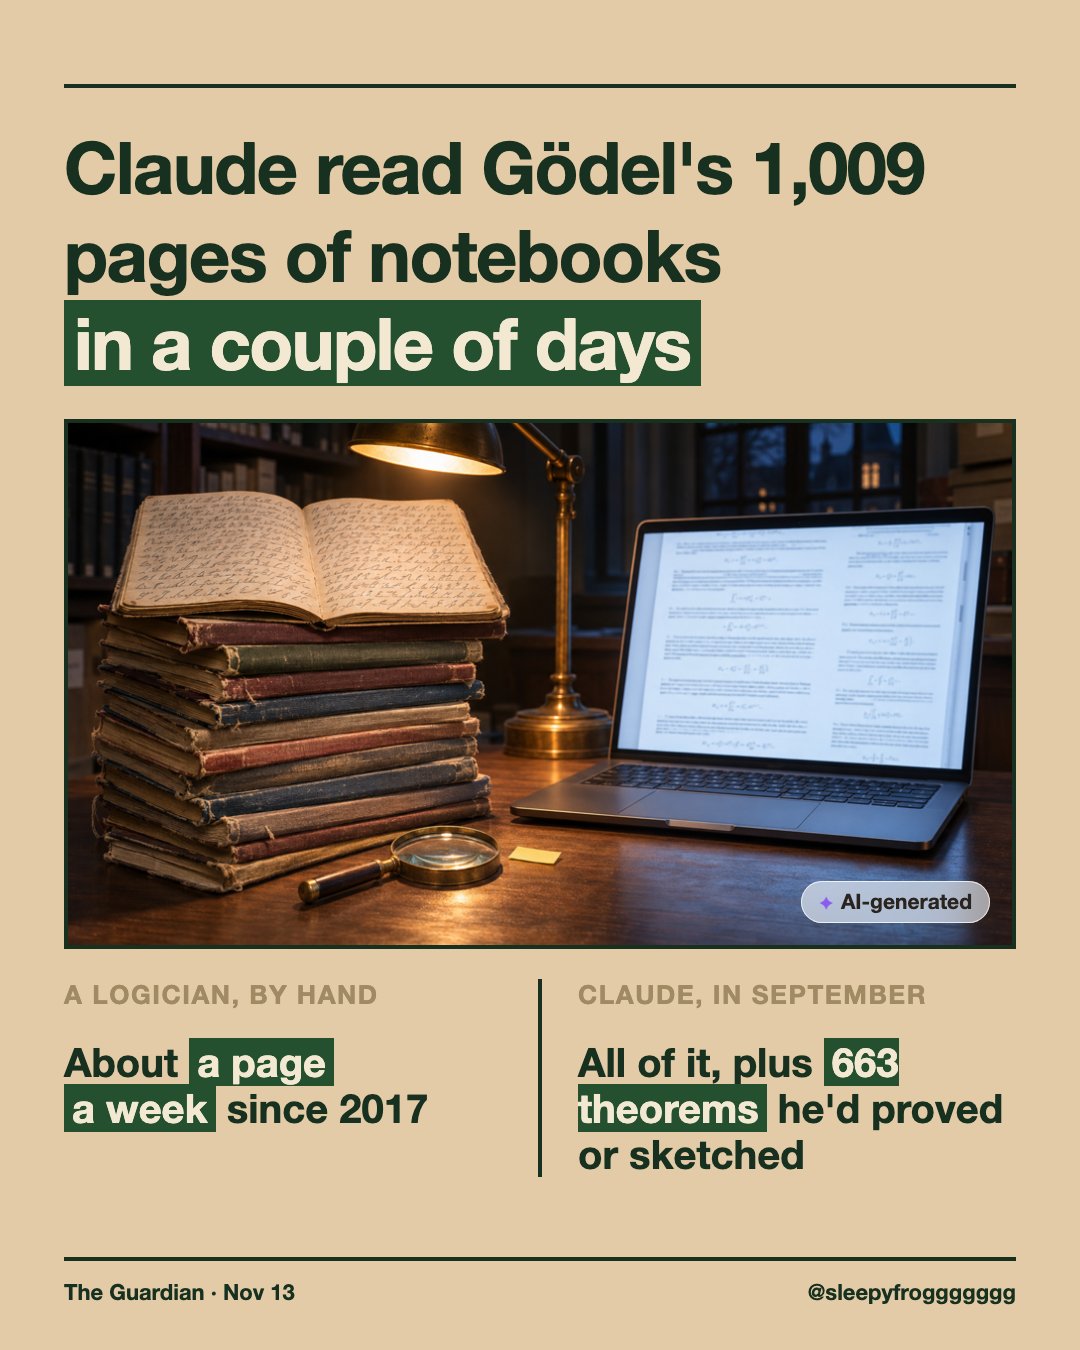 Claude read Gödel's 1,009
pages of notebooks
in a couple of days
AI-generated
A LOGICIAN, BY HAND
About a page
a week since 2017
CLAUDE, IN SEPTEMBER
All of it, plus 663
theorems he'd proved
or sketched
The Guardian · Nov 13
@sleepyfroggggggg